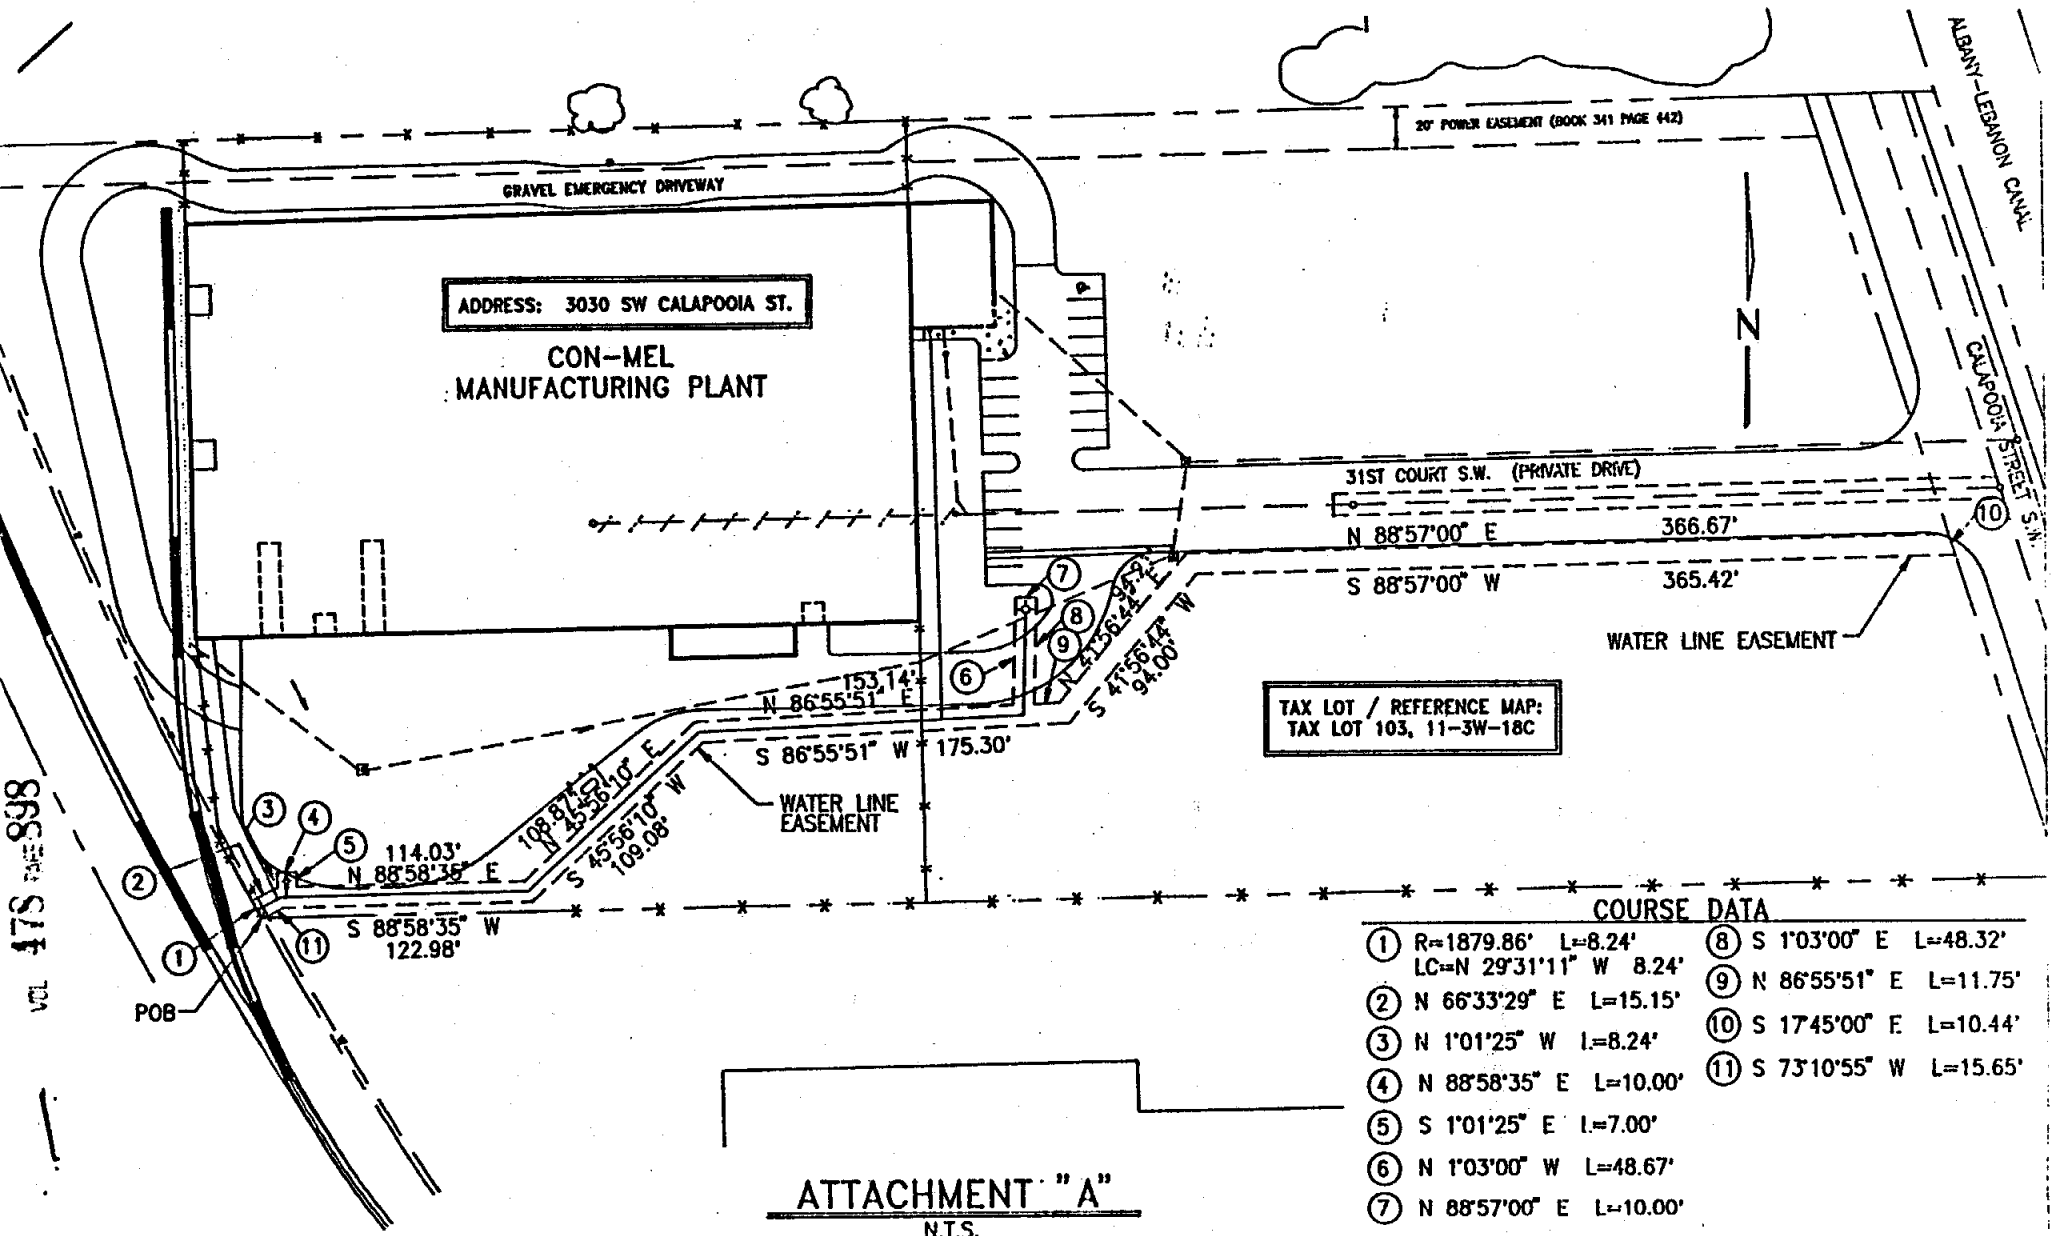 ALBANY-LEBANON CANAL
20' POWER EASEMENT (BOOK 341 PAGE 442)
GRAVEL EMERGENCY DRIVEWAY
ADDRESS: 3030 SW CALAPOOIA ST.
CON-MEL
MANUFACTURING PLANT
N
CALAPOOIA STREET S.W.
31ST COURT S.W. (PRIVATE DRIVE)
N 88°57'00" E 366.67'
S 88°57'00" W 365.42'
10
WATER LINE EASEMENT
7
8
9
6
N 41°56'44" E
S 41°56'44" W
94.00'
153.14'
N 86°55'51" E
S 86°55'51" W 175.30'
TAX LOT / REFERENCE MAP:
TAX LOT 103, 11-3W-18C
WATER LINE
EASEMENT
108.87'
N 45°56'10" E
S 45°56'10" W
109.08'
3
4
5
2
114.03'
N 88°58'35" E
S 88°58'35" W
122.98'
1
11
POB
VOL 473 PAGE 898
COURSE DATA
1 R=1879.86' L=8.24'
LC=N 29°31'11" W 8.24'
2 N 66°33'29" E L=15.15'
3 N 1°01'25" W L=8.24'
4 N 88°58'35" E L=10.00'
5 S 1°01'25" E L=7.00'
6 N 1°03'00" W L=48.67'
7 N 88°57'00" E L=10.00'
8 S 1°03'00" E L=48.32'
9 N 86°55'51" E L=11.75'
10 S 17°45'00" E L=10.44'
11 S 73°10'55" W L=15.65'
ATTACHMENT "A"
N.T.S.